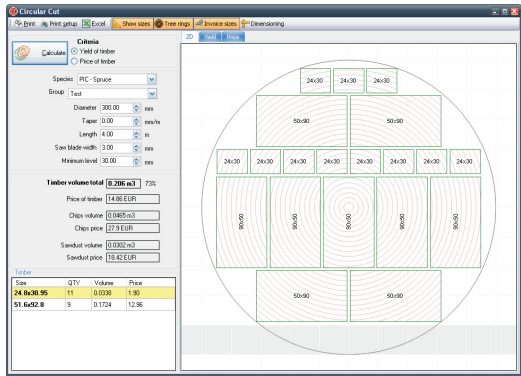 Circular Cut
Print Print setup Excel Show sizes Tree rings Invoice sizes Dimensioning
Criteria
Calculate
Yield of timber
Price of timber
Species PIC - Spruce
Group Test
Diameter 300.00 mm
Taper 0.00 mm/m
Length 4.00 m
Saw blade width 3.00 mm
Minimum level 30.00 mm
Timber volume total 0.206 m3 73%
Price of timber 14.86 EUR
Chips volume 0.0465 m3
Chips price 27.9 EUR
Sawdust volume 0.0302 m3
Sawdust price 18.42 EUR
Timber
Size QTY Volume Price
24.8x30.95 11 0.0338 1.90
51.6x92.8 9 0.1724 12.96
2D Yield Price
24x30 24x30 24x30
50x90 50x90
24x30 24x30 24x30 24x30 24x30 24x30 24x30 24x30
90x50 90x50 90x50 90x50 90x50
50x90 50x90